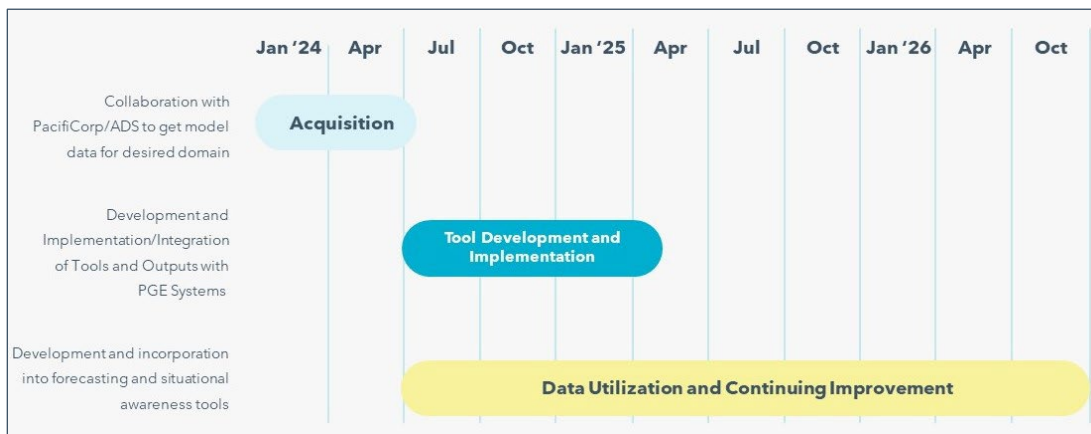 Jan ’24 Apr Jul Oct Jan ’25 Apr Jul Oct Jan ’26 Apr Oct
Collaboration with
PacifiCorp/ADS to get model
data for desired domain
Acquisition
Development and
Implementation/Integration
of Tools and Outputs with
PGE Systems
Tool Development and
Implementation
Development and incorporation
into forecasting and situational
awareness tools
Data Utilization and Continuing Improvement